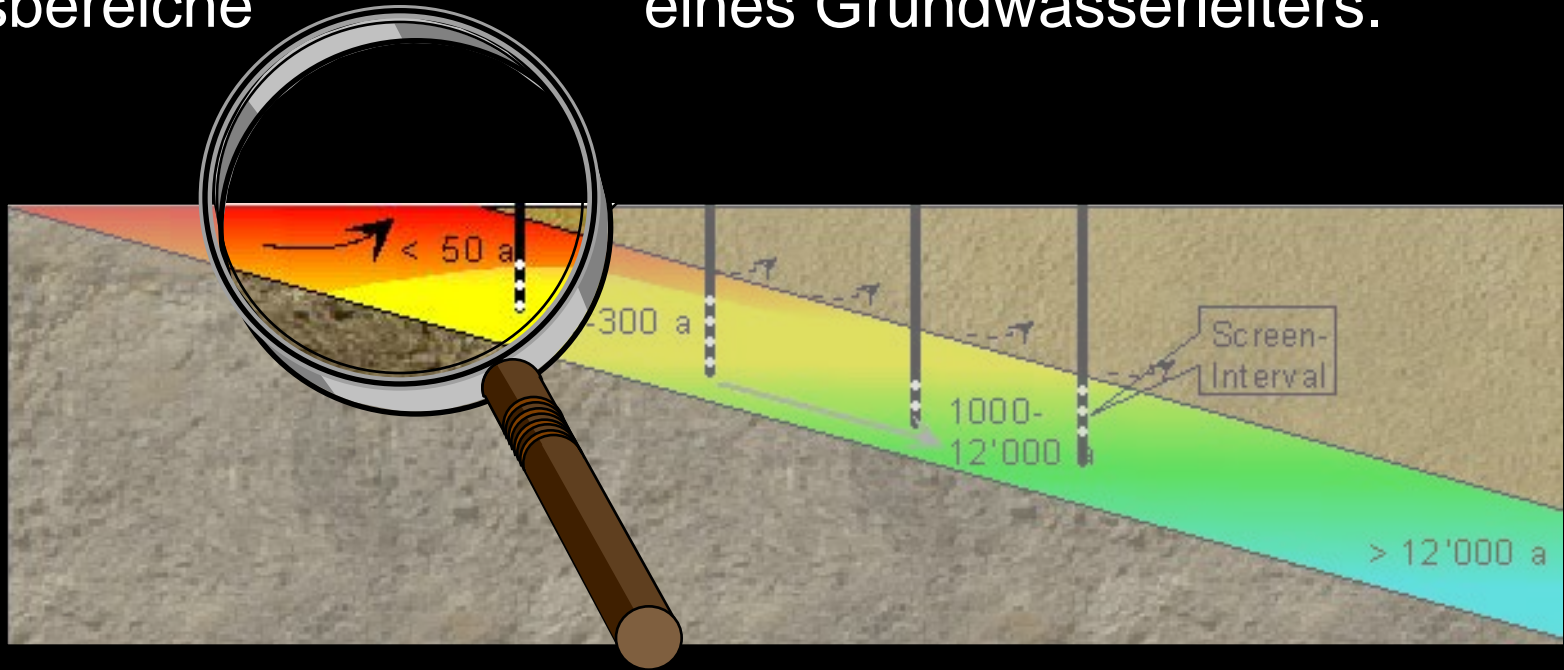 eines Grundwasserleiters.
< 50 a
-300 a
1000-
12'000 a
Screen-
Interval
> 12'000 a